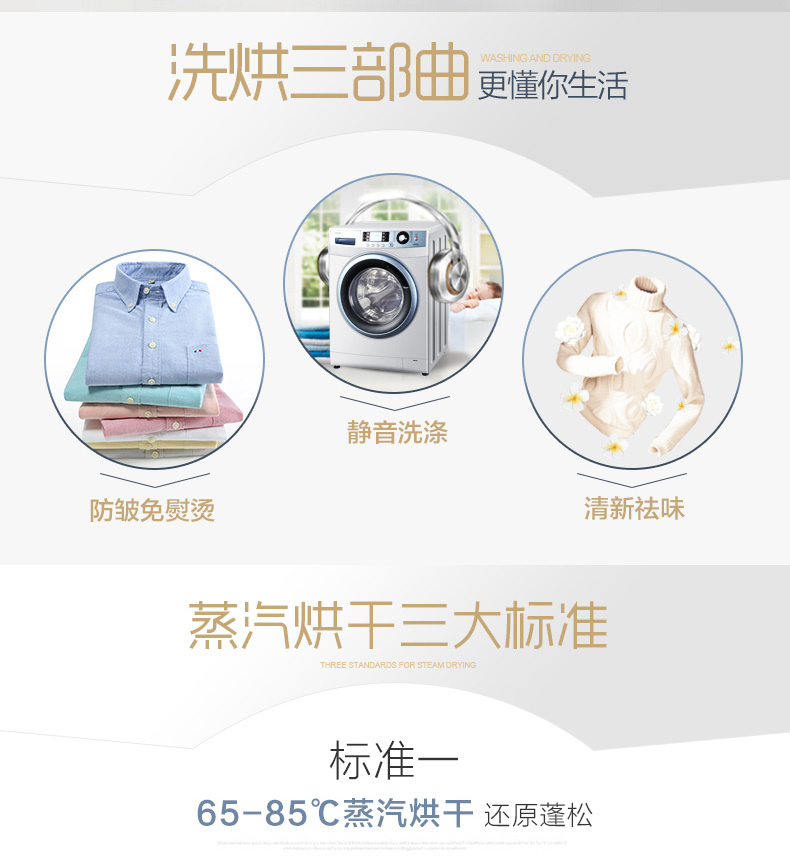 洗烘三部曲
WASHING AND DRYING
更懂你生活
静音洗涤
防皱免熨烫
清新祛味
蒸汽烘干三大标准
THREE STANDARDS FOR STEAM DRYING
标准一
65-85℃蒸汽烘干 还原蓬松